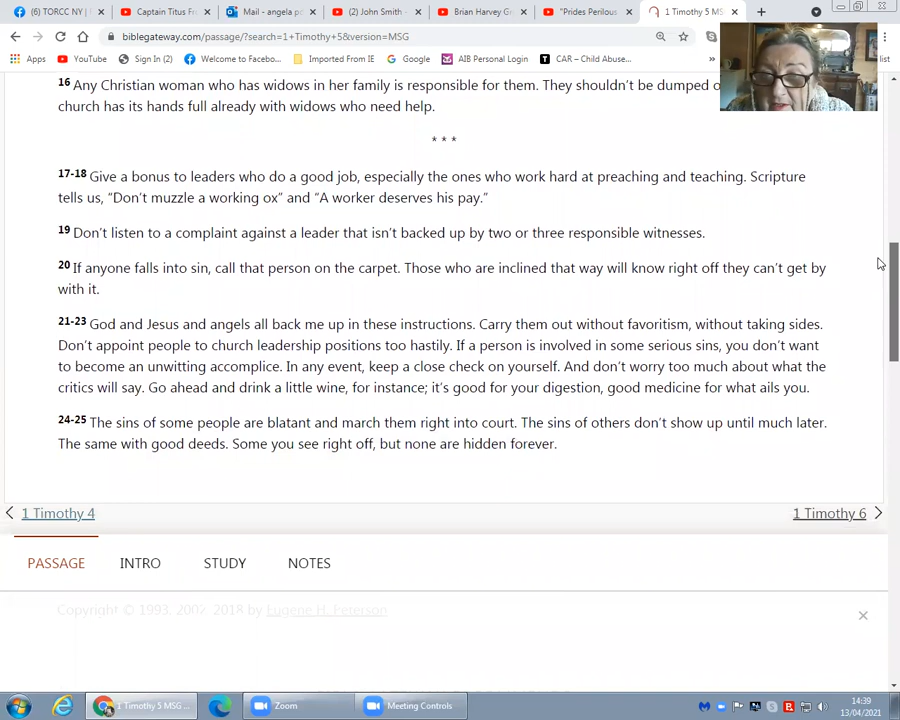 (6) TORCC NY |
Captain Titus Fr
Mail - angela p
(2) John Smith -
Brian Harvey G
"Prides Perilous
1 Timothy 5 MS
biblegateway.com/passage/?search=1+Timothy+5&version=MSG
Apps
YouTube
Sign In (2)
Welcome to Facebo...
Imported From IE
Google
AIB Personal Login
CAR – Child Abuse...
list
16 Any Christian woman who has widows in her family is responsible for them. They shouldn't be dumped
church has its hands full already with widows who need help.
* * *
17-18 Give a bonus to leaders who do a good job, especially the ones who work hard at preaching and teaching. Scripture
tells us, "Don't muzzle a working ox" and "A worker deserves his pay."
19 Don't listen to a complaint against a leader that isn't backed up by two or three responsible witnesses.
20 If anyone falls into sin, call that person on the carpet. Those who are inclined that way will know right off they can't get by
with it.
21-23 God and Jesus and angels all back me up in these instructions. Carry them out without favoritism, without taking sides.
Don't appoint people to church leadership positions too hastily. If a person is involved in some serious sins, you don't want
to become an unwitting accomplice. In any event, keep a close check on yourself. And don't worry too much about what the
critics will say. Go ahead and drink a little wine, for instance; it's good for your digestion, good medicine for what ails you.
24-25 The sins of some people are blatant and march them right into court. The sins of others don't show up until much later.
The same with good deeds. Some you see right off, but none are hidden forever.
1 Timothy 4
1 Timothy 6
PASSAGE
INTRO
STUDY
NOTES
Copyright © 1993, 2002, 2018 by Eugene H. Peterson
1 Timothy 5 MSG ...
Zoom
Meeting Controls
14:39
13/04/2021